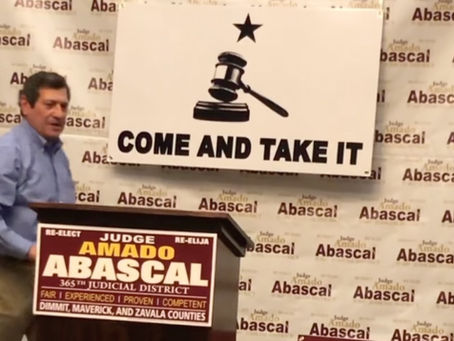 COME AND TAKE IT
RE-ELECT
RE-ELIJA
JUDGE
AMADO
ABASCAL
365TH JUDICIAL DISTRICT
FAIR | EXPERIENCED | PROVEN | COMPETENT
DIMMIT, MAVERICK, AND ZAVALA COUNTIES
Judge
Amado
Abascal